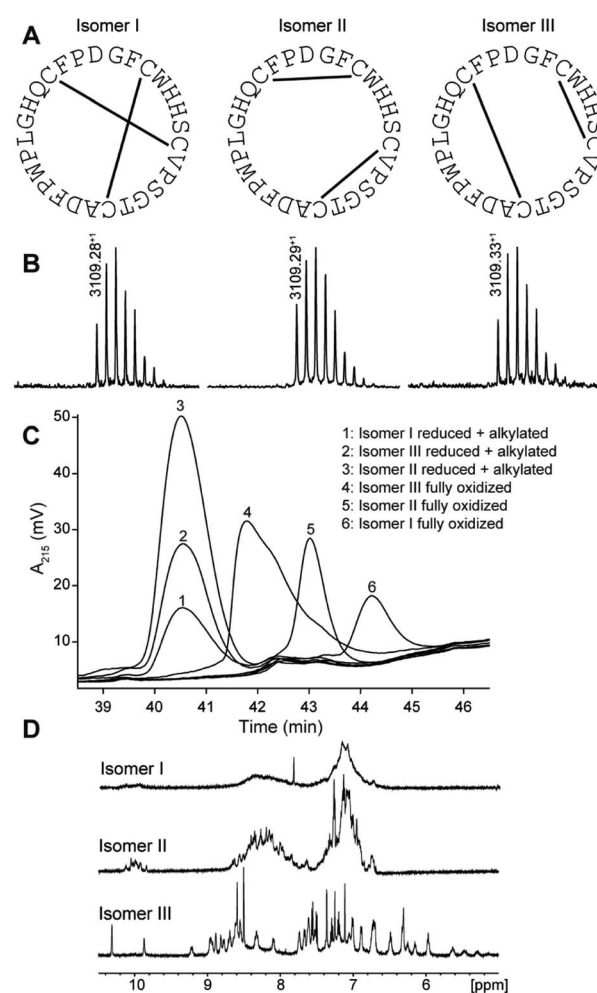 A
Isomer I
Isomer II
Isomer III
QCFPDGFCWHHSCVPSGTCADFPWPLGH
QCFPDGFCWHHSCVPSGTCADFPWPLGH
QCFPDGFCWHHSCVPSGTCADFPWPLGH
B
3109.28+1
3109.29+1
3109.33+1
C
50
40
30
20
10
A215 (mV)
3
2
1
4
5
6
1: Isomer I reduced + alkylated
2: Isomer III reduced + alkylated
3: Isomer II reduced + alkylated
4: Isomer III fully oxidized
5: Isomer II fully oxidized
6: Isomer I fully oxidized
39 40 41 42 43 44 45 46
Time (min)
D
Isomer I
Isomer II
Isomer III
10 9 8 7 6 [ppm]